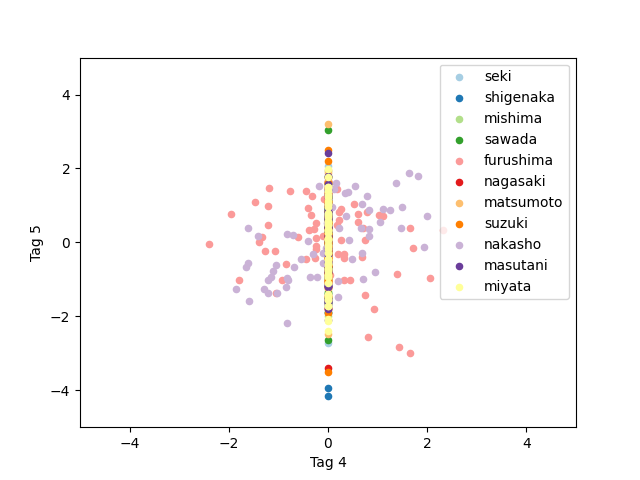 4
2
0
−2
−4
Tag 5
−4 −2 0 2 4
Tag 4
seki
shigenaka
mishima
sawada
furushima
nagasaki
matsumoto
suzuki
nakasho
masutani
miyata